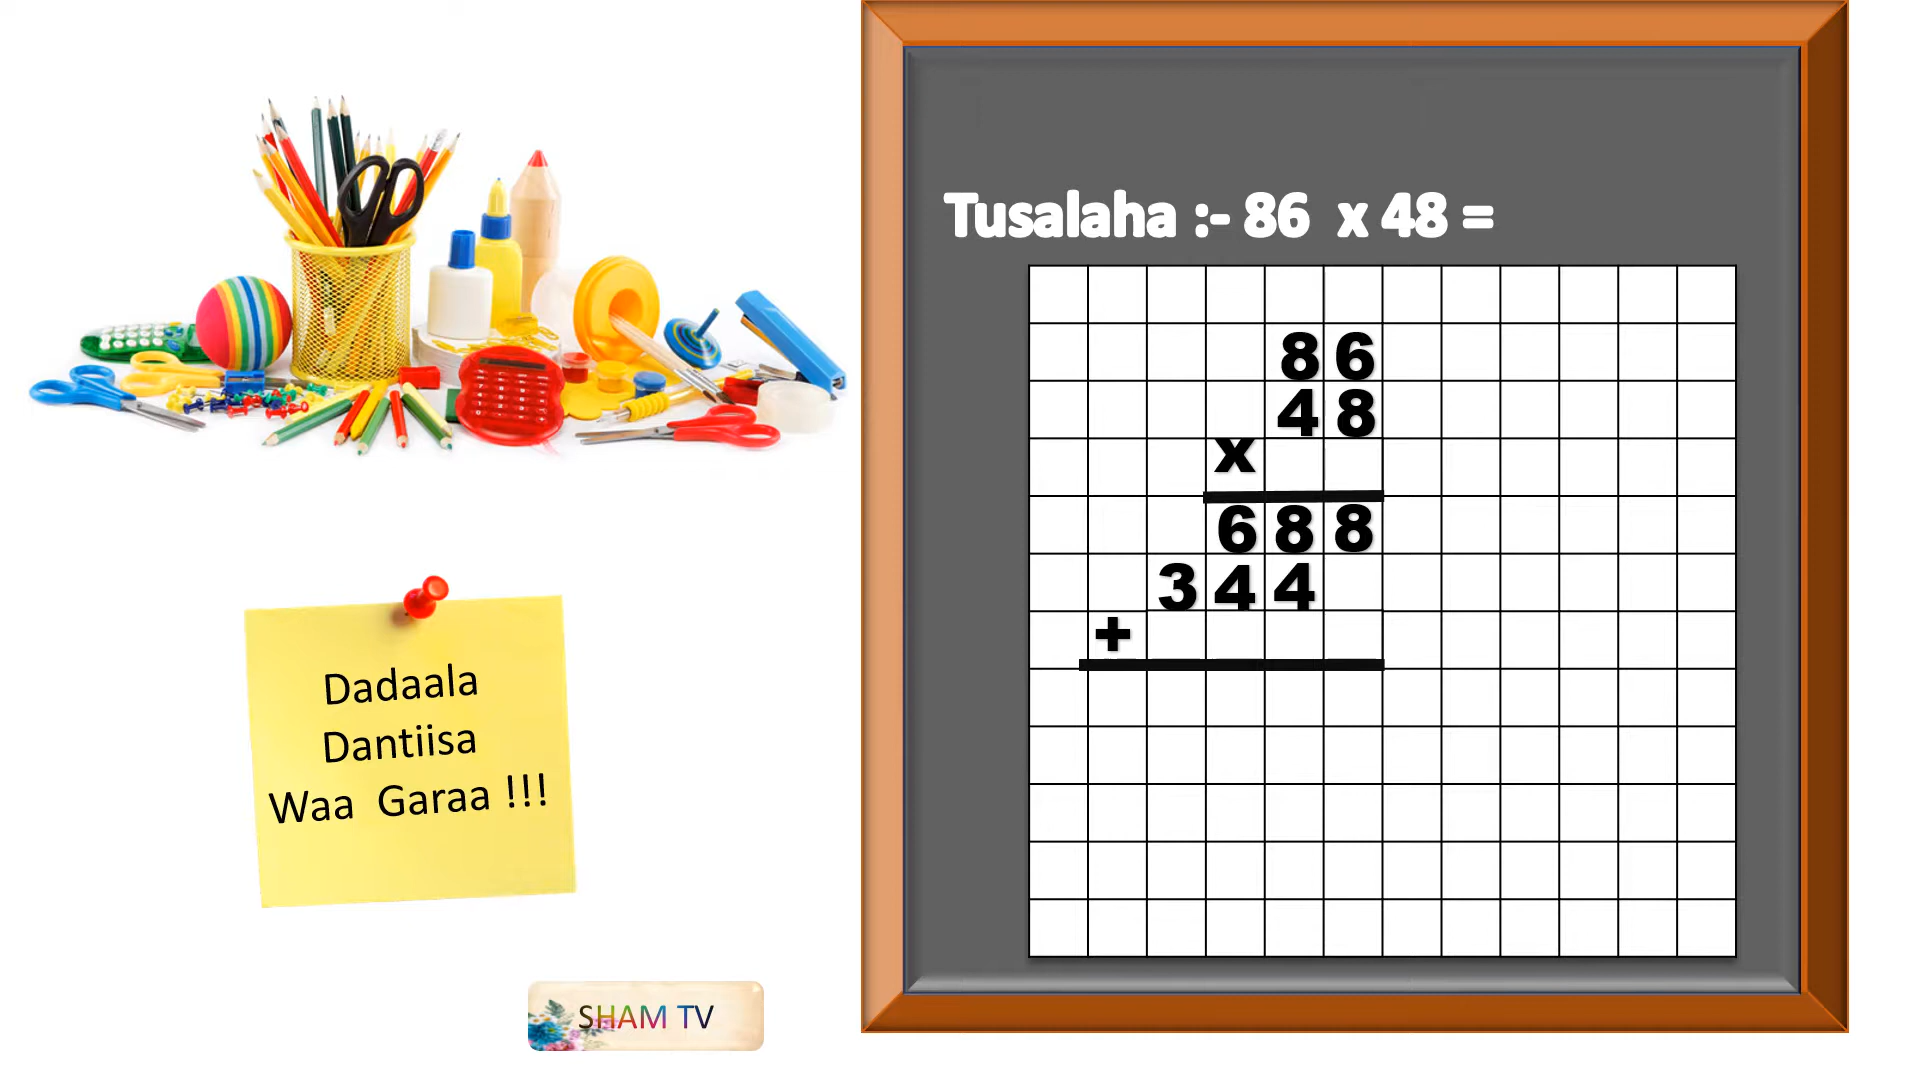 Tusalaha :- 86 x 48 =
86
48
x
688
344
+
Dadaala
Dantiisa
Waa Garaa !!!
SHAM TV